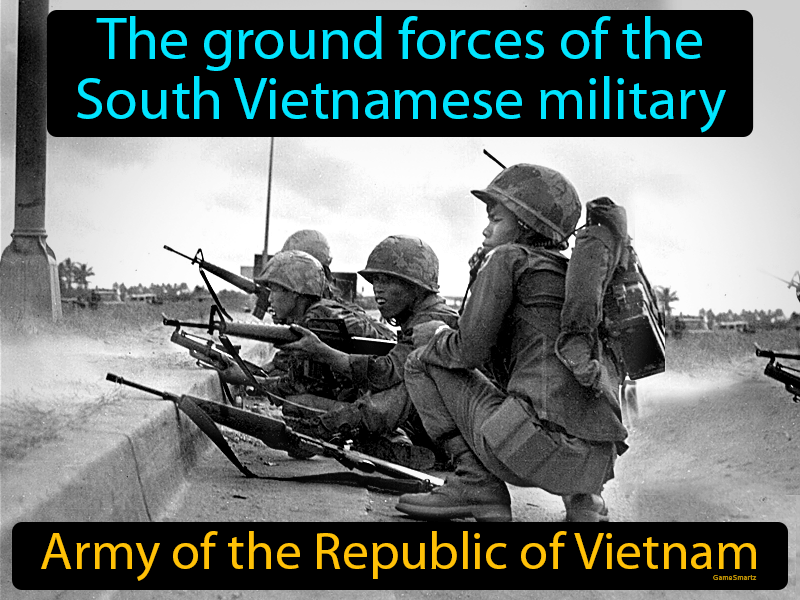 The ground forces of the
South Vietnamese military
Army of the Republic of Vietnam
GamaSmartz